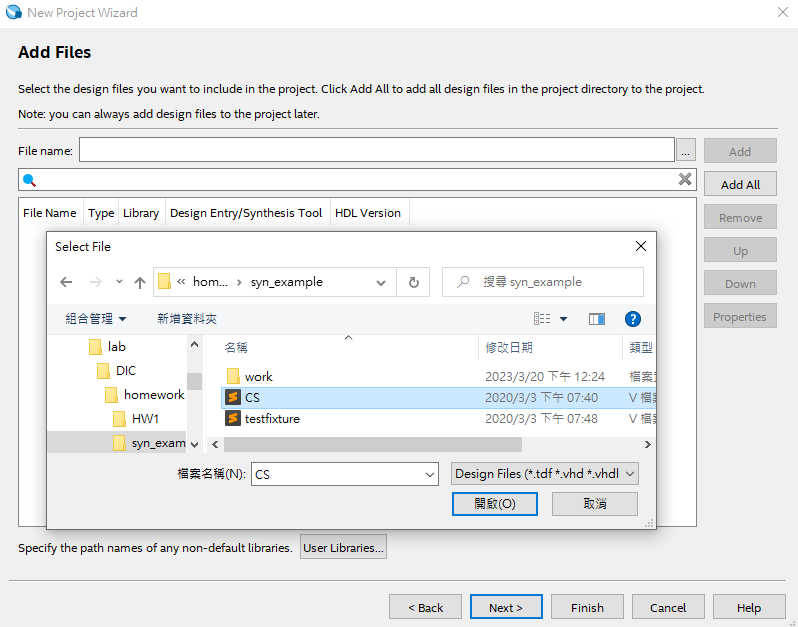 New Project Wizard
Add Files
Select the design files you want to include in the project. Click Add All to add all design files in the project directory to the project.
Note: you can always add design files to the project later.
File name:
... Add
Add All
File Name Type Library Design Entry/Synthesis Tool HDL Version
Remove
Up
Down
Properties
Select File
« hom... › syn_example
搜尋 syn_example
組合管理 新增資料夾
?
lab
DIC
homework
HW1
syn_exam
名稱 修改日期 類型
work 2023/3/20 下午 12:24 檔案
CS 2020/3/3 下午 07:40 V 檔
testfixture 2020/3/3 下午 07:48 V 檔
檔案名稱(N): CS Design Files (*.tdf *.vhd *.vhdl
開啟(O) 取消
Specify the path names of any non-default libraries. User Libraries...
< Back Next > Finish Cancel Help